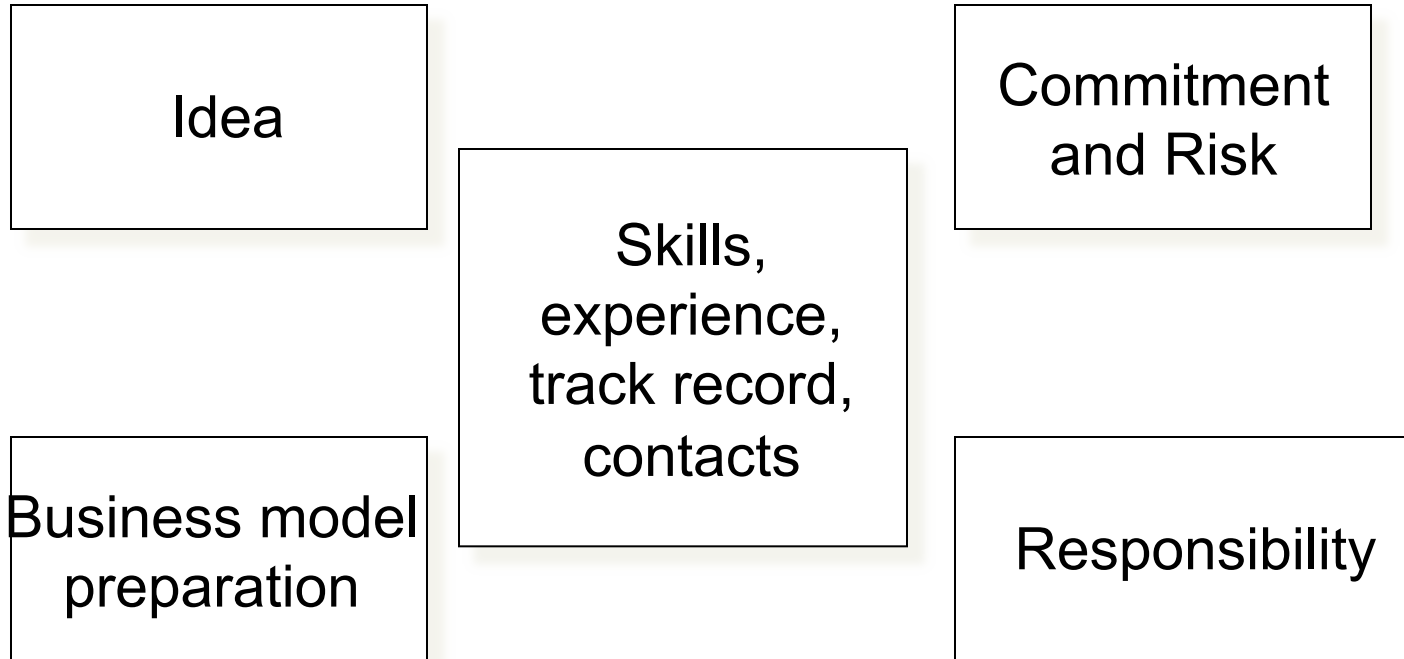 Idea
Commitment
and Risk
Skills,
experience,
track record,
contacts
Business model
preparation
Responsibility